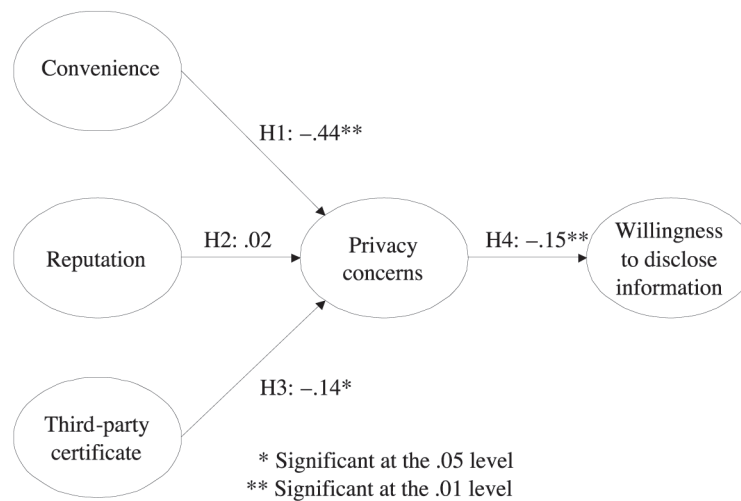 Convenience
H1: –.44**
Reputation
H2: .02
Privacy
concerns
H4: –.15**
Willingness
to disclose
information
H3: –.14*
Third-party
certificate
* Significant at the .05 level
** Significant at the .01 level